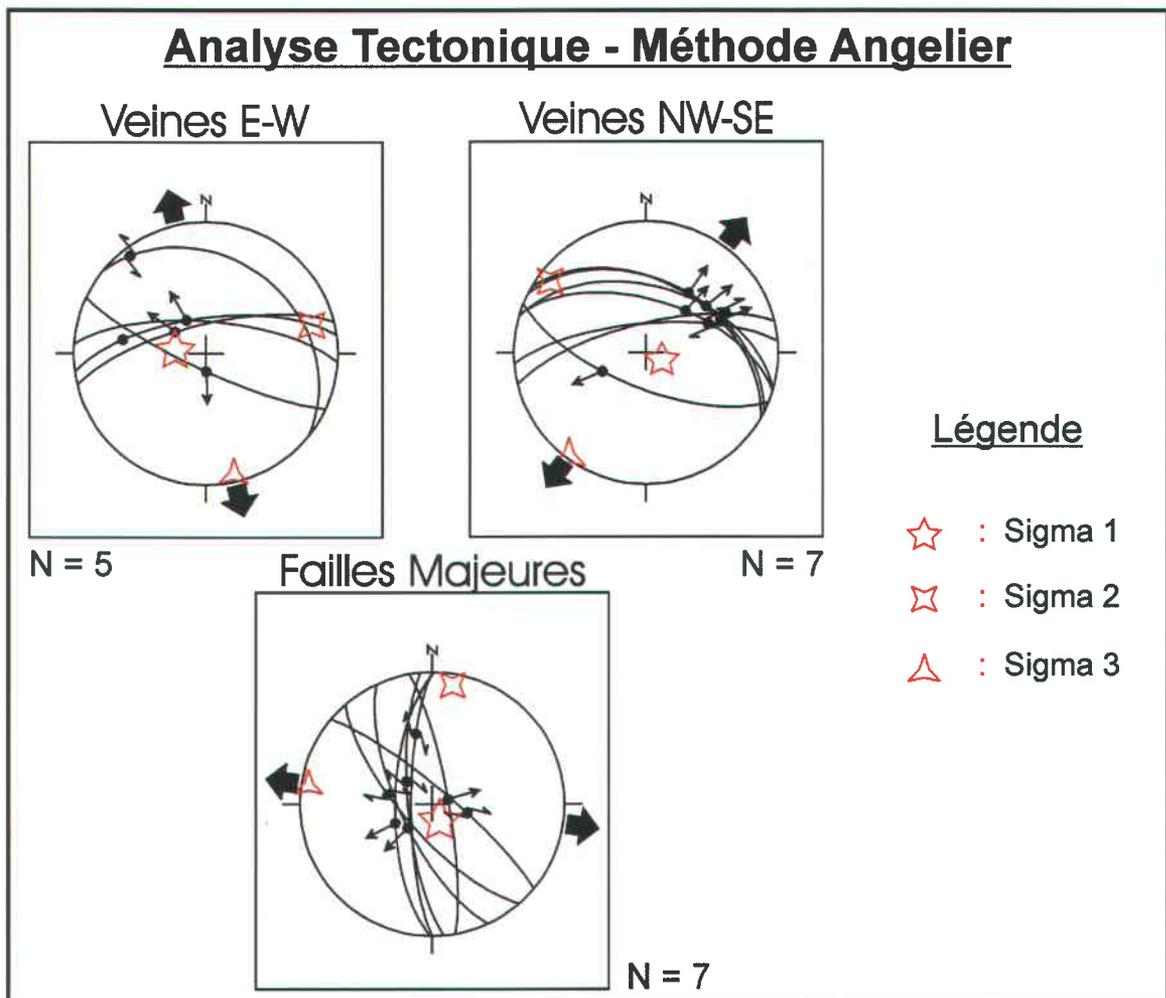 Analyse Tectonique - Méthode Angelier
Veines E-W
Veines NW-SE
N
N
N = 5
N = 7
Failles Majeures
N
N = 7
Légende
: Sigma 1
: Sigma 2
: Sigma 3